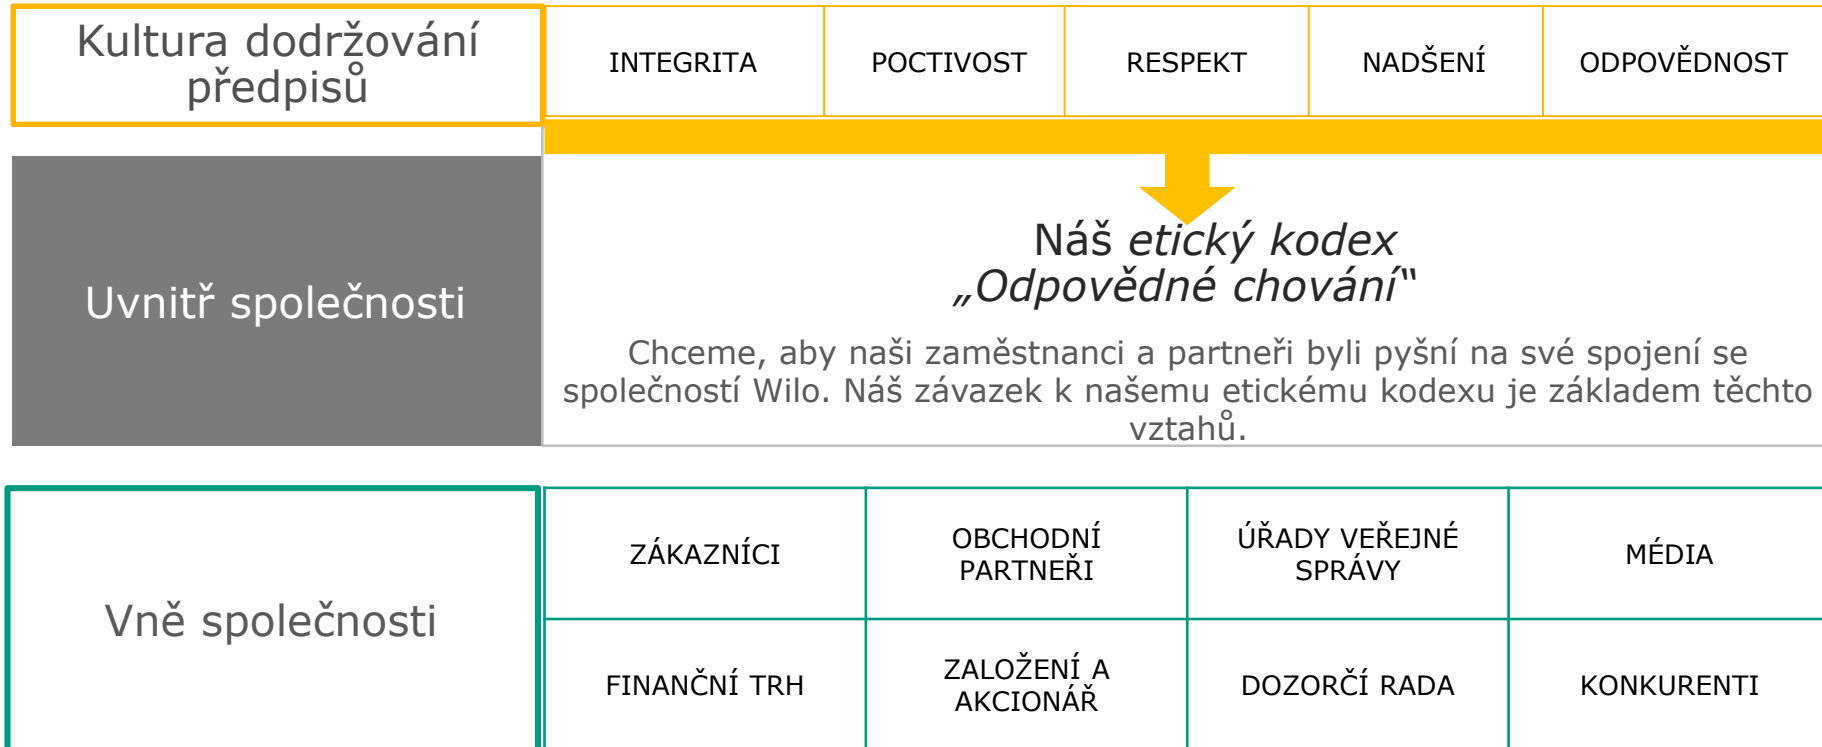 Kultura dodržování
předpisů
INTEGRITA
POCTIVOST
RESPEKT
NADŠENÍ
ODPOVĚDNOST
Uvnitř společnosti
Náš etický kodex
„Odpovědné chování“
Chceme, aby naši zaměstnanci a partneři byli pyšní na své spojení se
společností Wilo. Náš závazek k našemu etickému kodexu je základem těchto
vztahů.
Vně společnosti
ZÁKAZNÍCI
OBCHODNÍ
PARTNEŘI
ÚŘADY VEŘEJNÉ
SPRÁVY
MÉDIA
FINANČNÍ TRH
ZALOŽENÍ A
AKCIONÁŘ
DOZORČÍ RADA
KONKURENTI